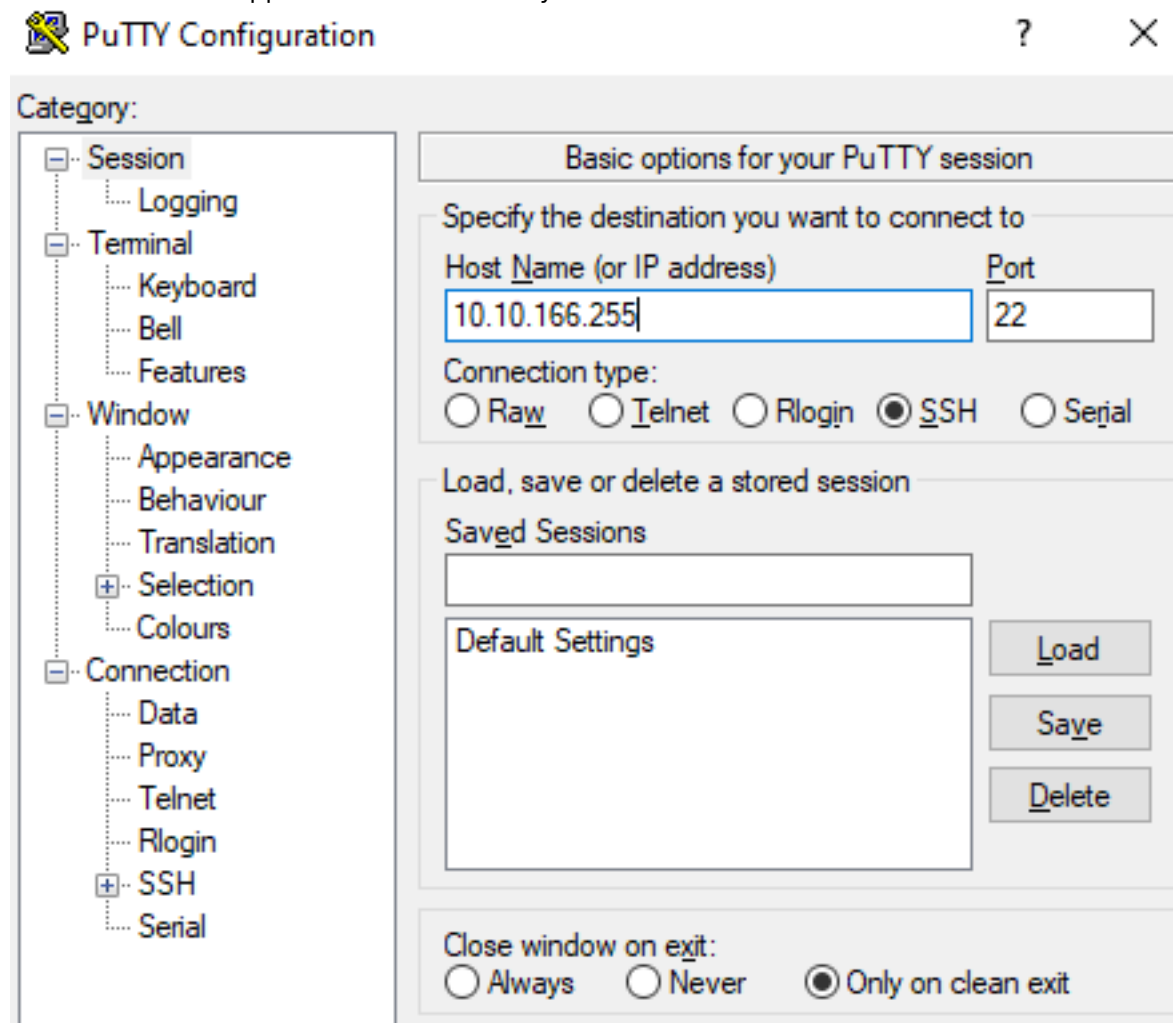 PuTTY Configuration
?
Category:
Session
Logging
Terminal
Keyboard
Bell
Features
Window
Appearance
Behaviour
Translation
Selection
Colours
Connection
Data
Proxy
Telnet
Rlogin
SSH
Serial
Basic options for your PuTTY session
Specify the destination you want to connect to
Host Name (or IP address) Port
10.10.166.255 22
Connection type:
Raw Telnet Rlogin SSH Serial
Load, save or delete a stored session
Saved Sessions
Default Settings
Load
Save
Delete
Close window on exit:
Always Never Only on clean exit